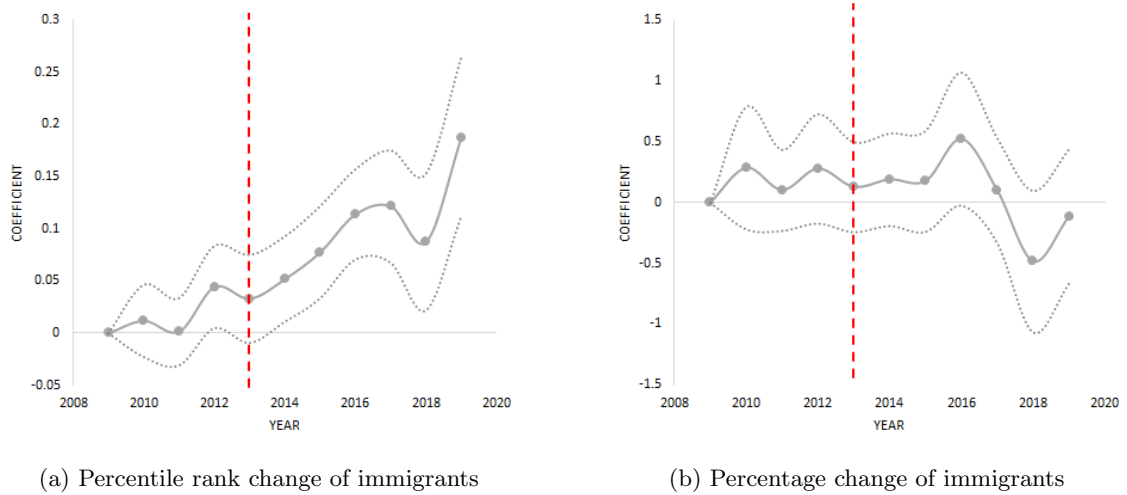 0.3
0.25
0.2
0.15
0.1
0.05
0
-0.05
COEFFICIENT
2008 2010 2012 2014 2016 2018 2020
YEAR
(a) Percentile rank change of immigrants
1.5
1
0.5
0
-0.5
-1
-1.5
COEFFICIENT
2008 2010 2012 2014 2016 2018 2020
YEAR
(b) Percentage change of immigrants